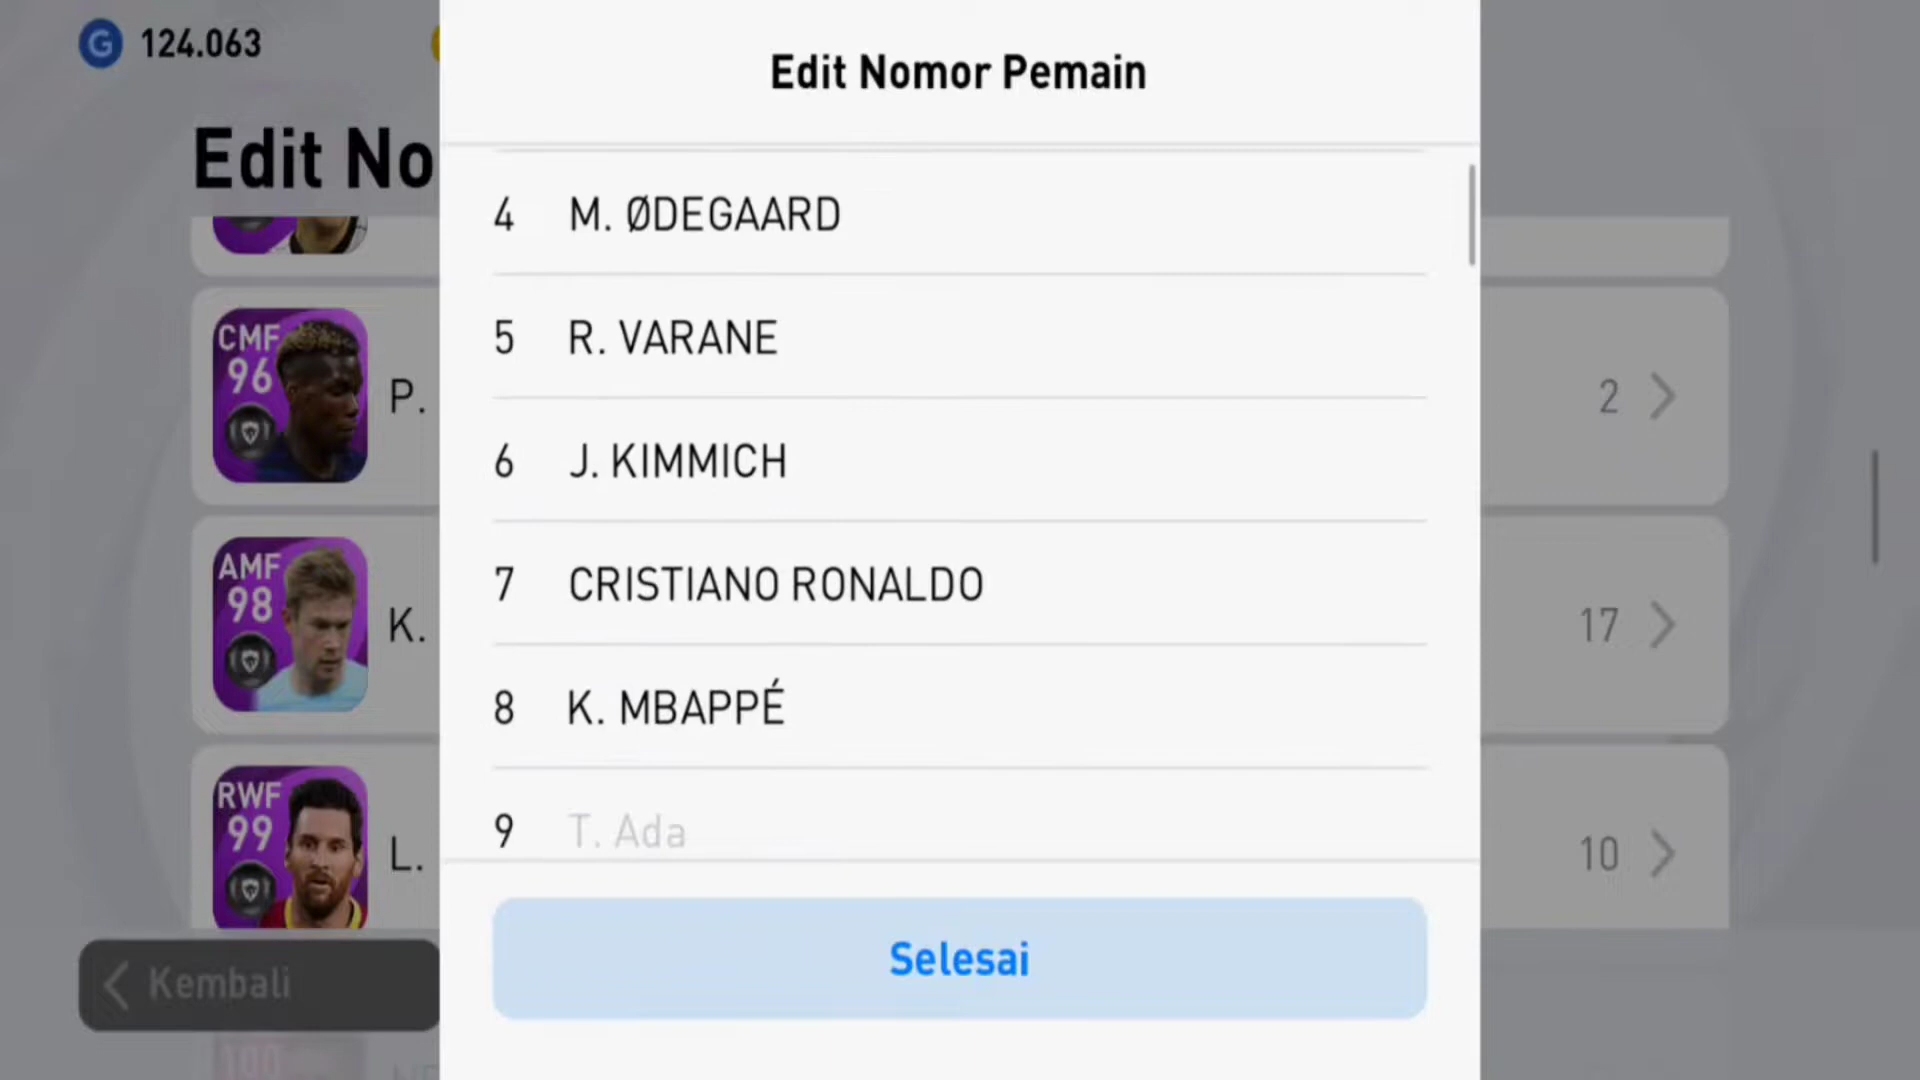 124.063
Edit Nomor Pemain
Edit No
4 M. ØDEGAARD
5 R. VARANE
CMF
96
P.
2
6 J. KIMMICH
7 CRISTIANO RONALDO
AMF
98
K.
17
8 K. MBAPPÉ
RWF
99
L.
10
9 T. Ada
Selesai
Kembali
100